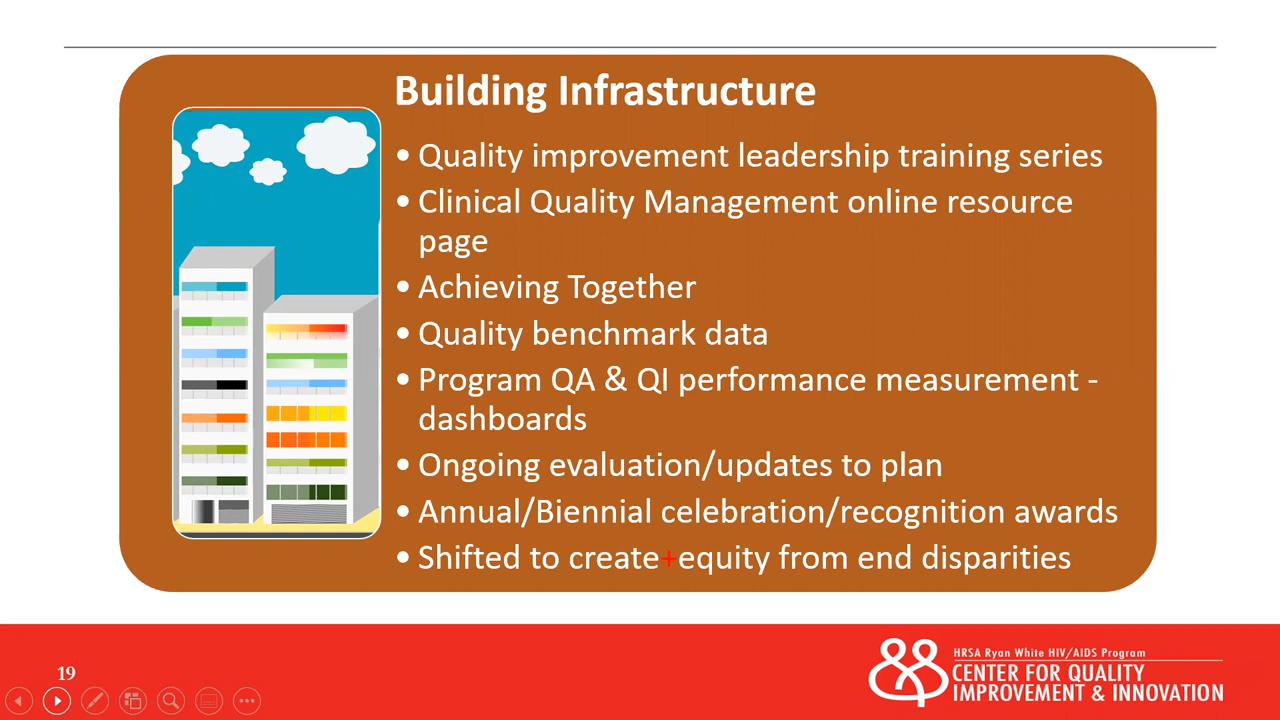 Building Infrastructure
• Quality improvement leadership training series
• Clinical Quality Management online resource
page
• Achieving Together
• Quality benchmark data
• Program QA & QI performance measurement -
dashboards
• Ongoing evaluation/updates to plan
• Annual/Biennial celebration/recognition awards
• Shifted to create+equity from end disparities
19
HRSA Ryan White HIV/AIDS Program
CENTER FOR QUALITY
IMPROVEMENT & INNOVATION